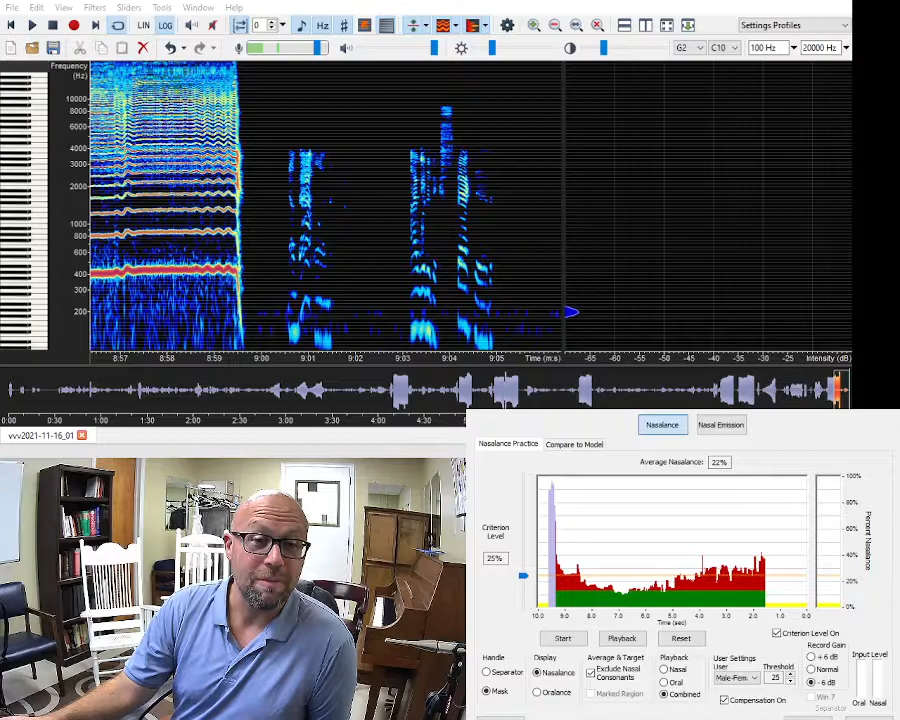 File Edit View Filters Sliders Tools Window Help
LIN LOG 0 Hz Settings Profiles
G2 C10 100 Hz 20000 Hz
Frequency
(Hz)
10000
8000
6000
4000
3000
2000
1000
800
600
400
300
200
8:57 8:58 8:59 9:00 9:01 9:02 9:03 9:04 9:05 Time (m:s) -65 -60 -55 -50 -45 -40 -35 -30 -25 Intensity (dB)
0:00 0:30 1:00 1:30 2:00 2:30 3:00 3:30 4:00 4:30
vvv2021-11-16_01
Nasalance Nasal Emission
Nasalance Practice Compare to Model
Average Nasalance: 22%
Criterion
Level
25%
100%
80%
60%
40%
20%
0%
Percent Nasalance
10.0 9.0 8.0 7.0 6.0 5.0 4.0 3.0 2.0 1.0 0.0
Time (sec)
Start Playback Reset
Criterion Level On
Handle
Separator
Mask
Display
Nasalance
Oralance
Average & Target
Exclude Nasal
Consonants
Marked Region
Playback
Nasal
Oral
Combined
User Settings
User
Male-Fem
Threshold
25
Compensation On
Record Gain
+ 6 dB
Normal
- 6 dB
Win 7
Separator
Input Level
Oral Nasal